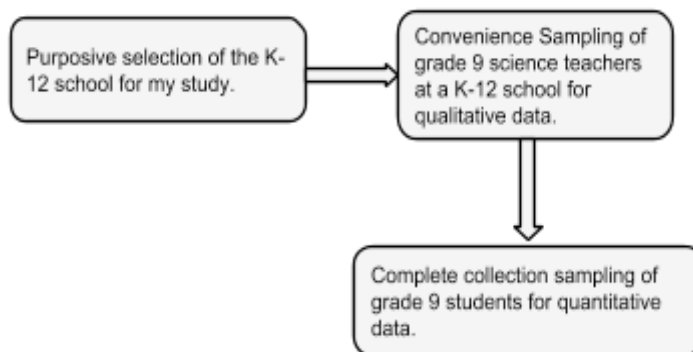 Purposive selection of the K-
12 school for my study.
Convenience Sampling of
grade 9 science teachers
at a K-12 school for
qualitative data.
Complete collection sampling of
grade 9 students for quantitative
data.